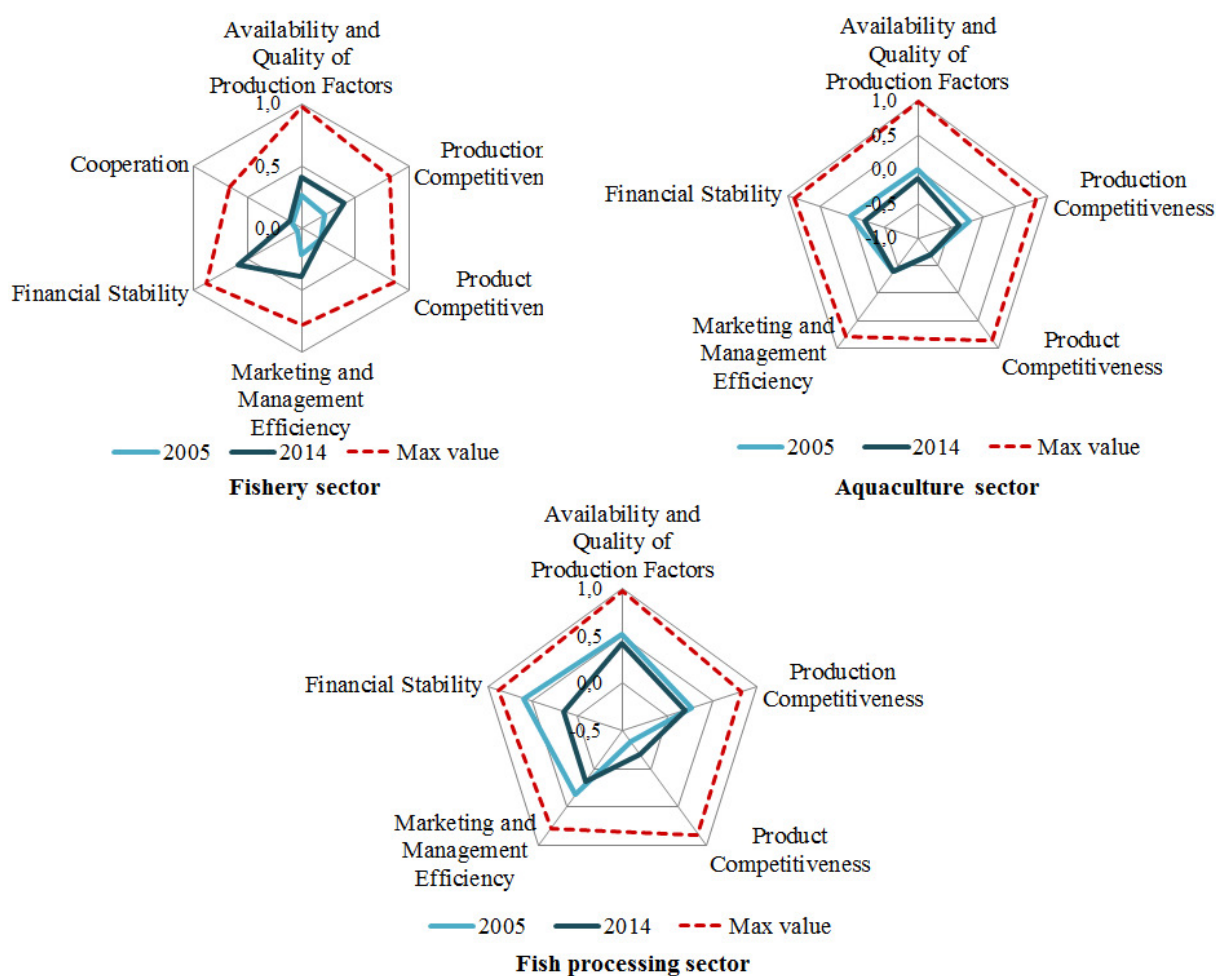 Availability and
Quality of
Production Factors
1,0
0,5
0,0
Production
Competitiven
Product
Competitiven
Marketing and
Management
Efficiency
Financial Stability
Cooperation
2005 2014 Max value
Fishery sector
Availability and
Quality of
Production Factors
1,0
0,5
0,0
-0,5
-1,0
Production
Competitiveness
Product
Competitiveness
Marketing and
Management
Efficiency
Financial Stability
2005 2014 Max value
Aquaculture sector
Availability and
Quality of
Production Factors
1,0
0,5
0,0
-0,5
Production
Competitiveness
Product
Competitiveness
Marketing and
Management
Efficiency
Financial Stability
2005 2014 Max value
Fish processing sector